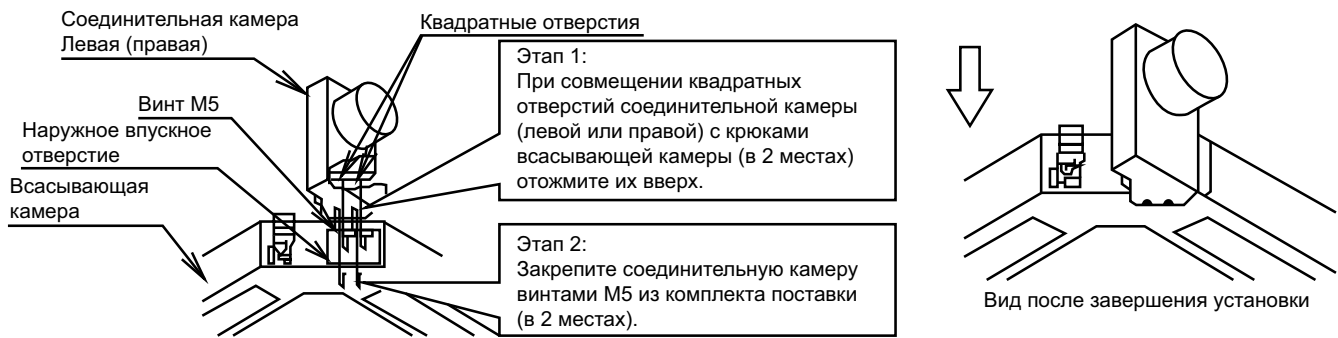 Соединительная камера
Левая (правая)
Квадратные отверстия
Винт M5
Наружное впускное
отверстие
Всасывающая
камера
Этап 1:
При совмещении квадратных
отверстий соединительной камеры
(левой или правой) с крюками
всасывающей камеры (в 2 местах)
отожмите их вверх.
Этап 2:
Закрепите соединительную камеру
винтами M5 из комплекта поставки
(в 2 местах).
Вид после завершения установки